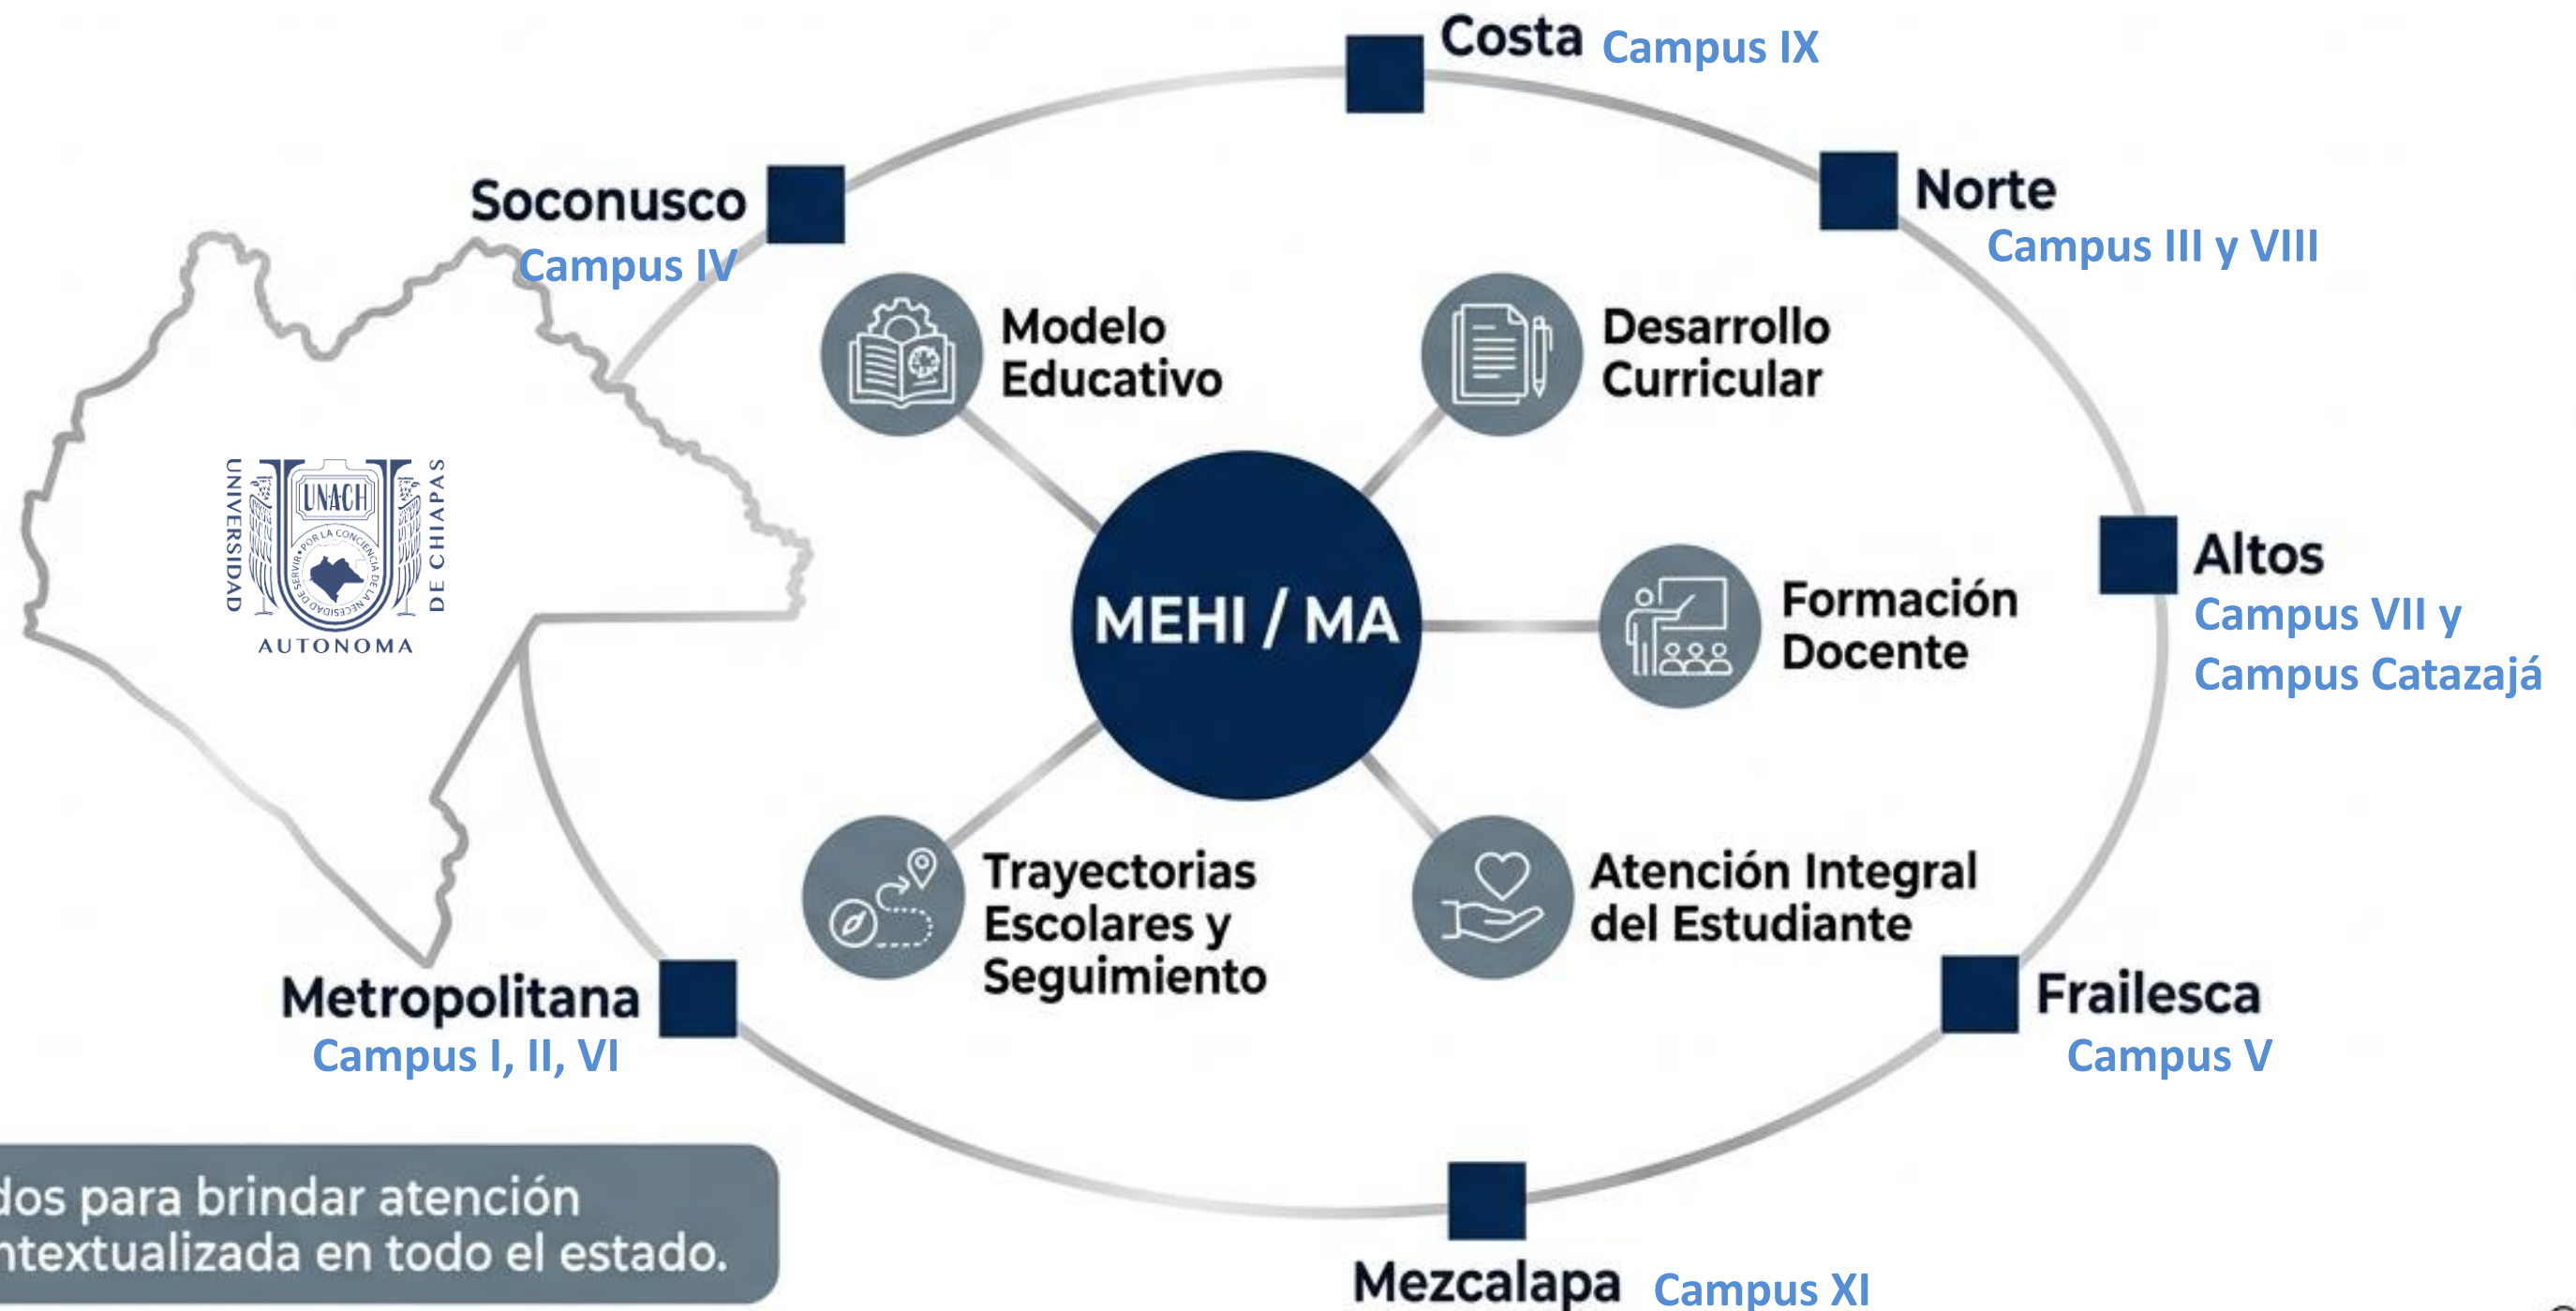 Costa Campus IX
Soconusco
Campus IV
Norte
Campus III y VIII
Modelo
Educativo
Desarrollo
Curricular
UNIVERSIDAD
UNACH
POR LA CONCIENCIA DE LA NECESIDAD DE SERVIR
DE CHIAPAS
AUTONOMA
MEHI / MA
Formación
Docente
Altos
Campus VII y
Campus Catazajá
Trayectorias
Escolares y
Seguimiento
Atención Integral
del Estudiante
Metropolitana
Campus I, II, VI
Frailesca
Campus V
dos para brindar atención
ntextualizada en todo el estado.
Mezcalapa Campus XI